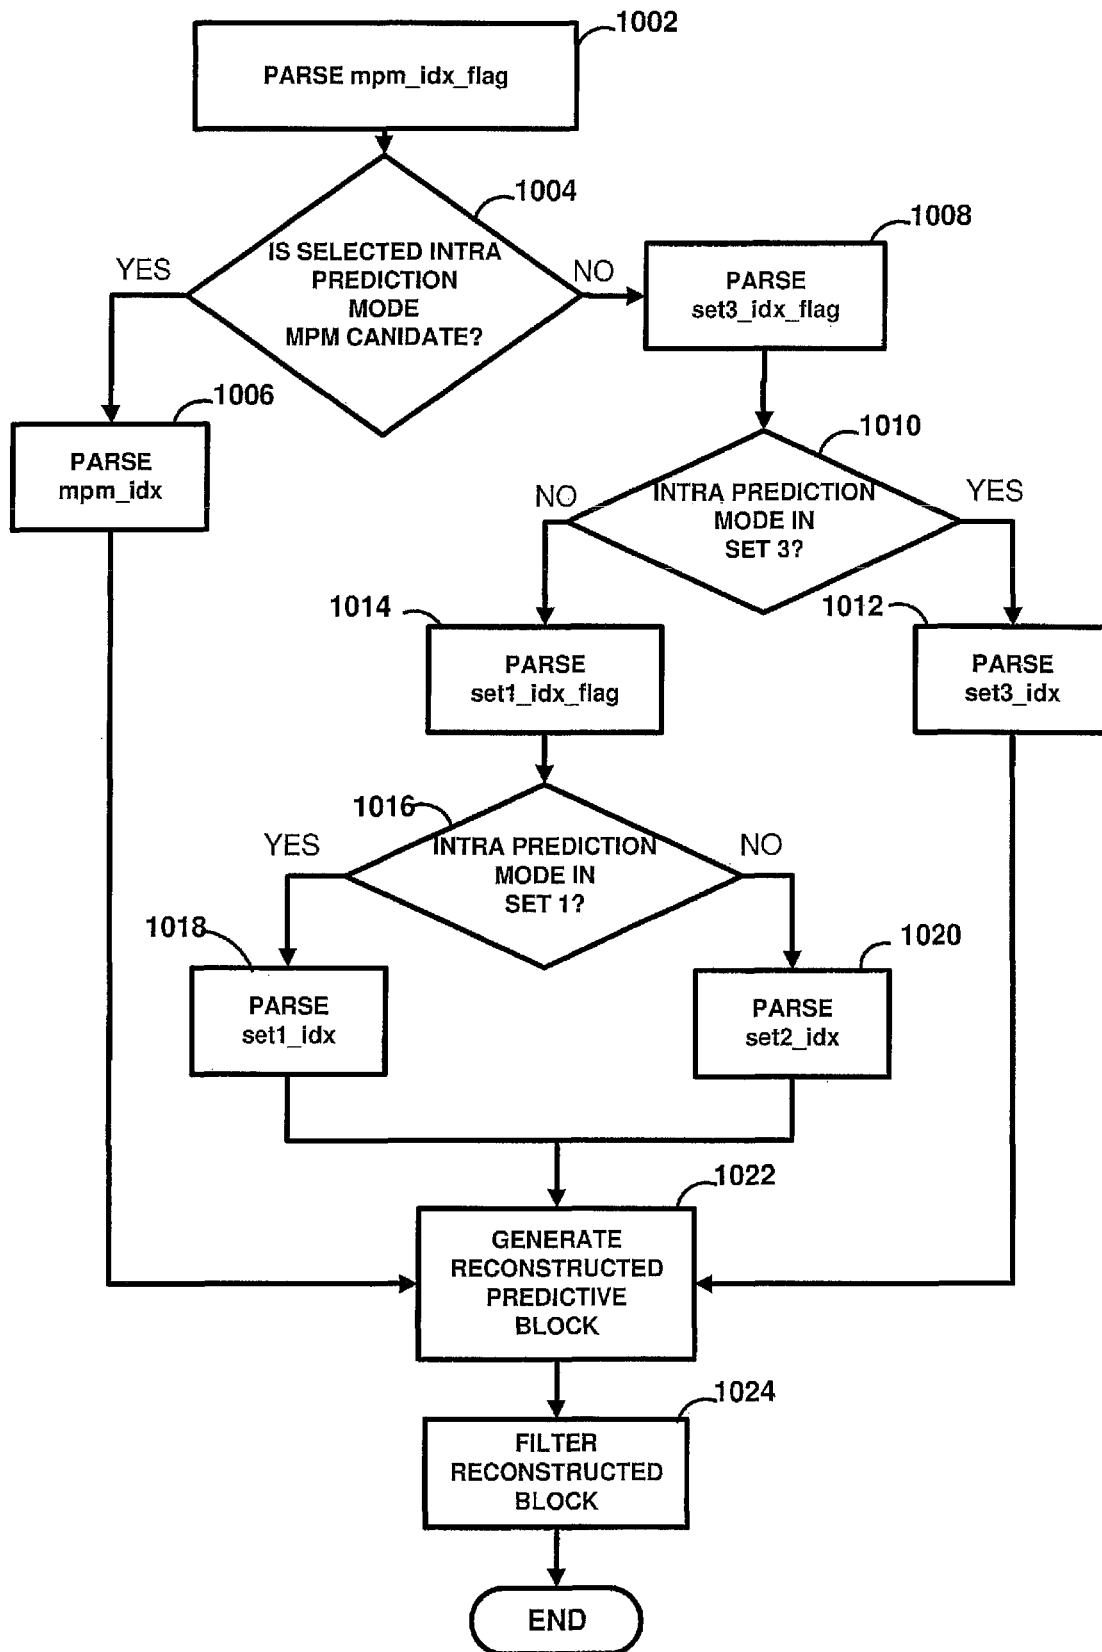 1002
PARSE mpm_idx_flag
1004
IS SELECTED INTRA
PREDICTION
MODE
MPM CANIDATE?
YES
NO
1008
PARSE
set3_idx_flag
1006
PARSE
mpm_idx
1010
INTRA PREDICTION
MODE IN
SET 3?
NO
YES
1014
PARSE
set1_idx_flag
1012
PARSE
set3_idx
1016
INTRA PREDICTION
MODE IN
SET 1?
YES
NO
1018
PARSE
set1_idx
1020
PARSE
set2_idx
1022
GENERATE
RECONSTRUCTED
PREDICTIVE
BLOCK
1024
FILTER
RECONSTRUCTED
BLOCK
END